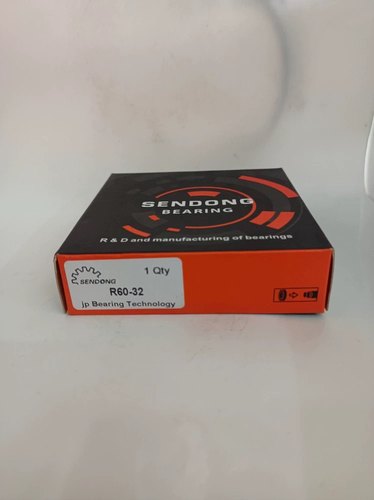 SENDONG
BEARING
R & D and manufacturing of bearings
1 Qty
SENDONG
R60-32
jp Bearing Technology